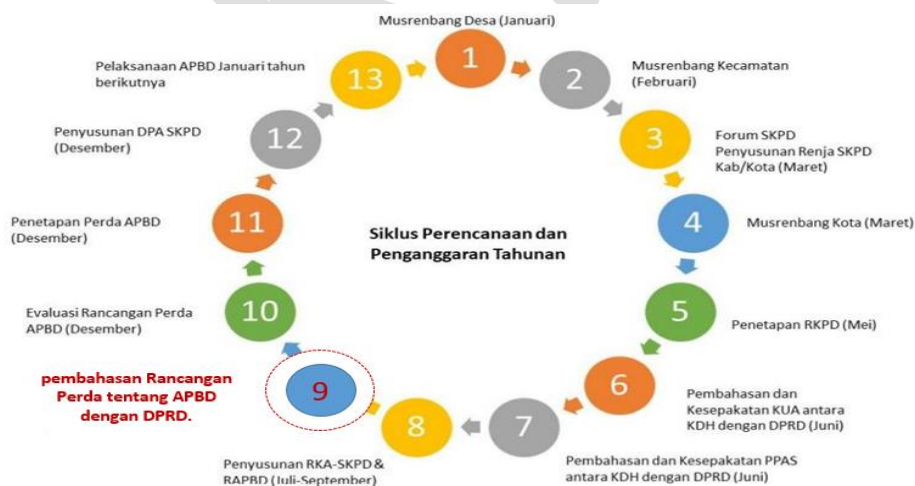 Musrenbang Desa (Januari)
1
2
Musrenbang Kecamatan
(Februari)
3
Forum SKPD
Penyusunan Renja SKPD
Kab/Kota (Maret)
4
Musrenbang Kota (Maret)
5
Penetapan RKPD (Mei)
6
Pembahasan dan
Kesepakatan KUA antara
KDH dengan DPRD (Juni)
7
Pembahasan dan Kesepakatan PPAS
antara KDH dengan DPRD (Juni)
8
Penyusunan RKA-SKPD &
RAPBD (Juli-September)
9
pembahasan Rancangan
Perda tentang APBD
dengan DPRD.
10
Evaluasi Rancangan Perda
APBD (Desember)
11
Penetapan Perda APBD
(Desember)
12
Penyusunan DPA SKPD
(Desember)
13
Pelaksanaan APBD Januari tahun
berikutnya
Siklus Perencanaan dan
Penganggaran Tahunan